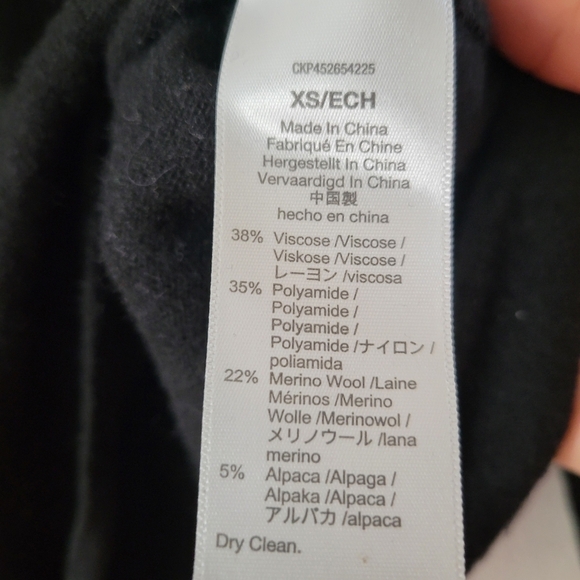 CKP452654225
XS/ECH
Made In China
Fabriqué En Chine
Hergestellt In China
Vervaardigd In China
中国製
hecho en china
38% Viscose /Viscose /
Viskose /Viscose /
レーヨン /viscosa
35% Polyamide /
Polyamide /
Polyamide /
Polyamide /ナイロン /
poliamida
22% Merino Wool /Laine
Mérinos /Merino
Wolle /Merinowol /
メリノウール /lana
merino
5% Alpaca /Alpaga /
Alpaka /Alpaca /
アルパカ /alpaca
Dry Clean.